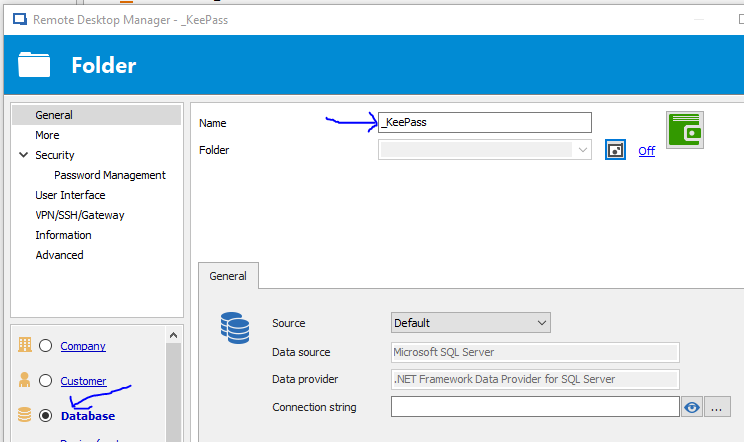 Remote Desktop Manager - _KeePass
Folder
General
More
Security
Password Management
User Interface
VPN/SSH/Gateway
Information
Advanced
Name
_KeePass
Folder
Off
Company
Customer
Database
General
Source
Default
Data source
Microsoft SQL Server
Data provider
.NET Framework Data Provider for SQL Server
Connection string
...